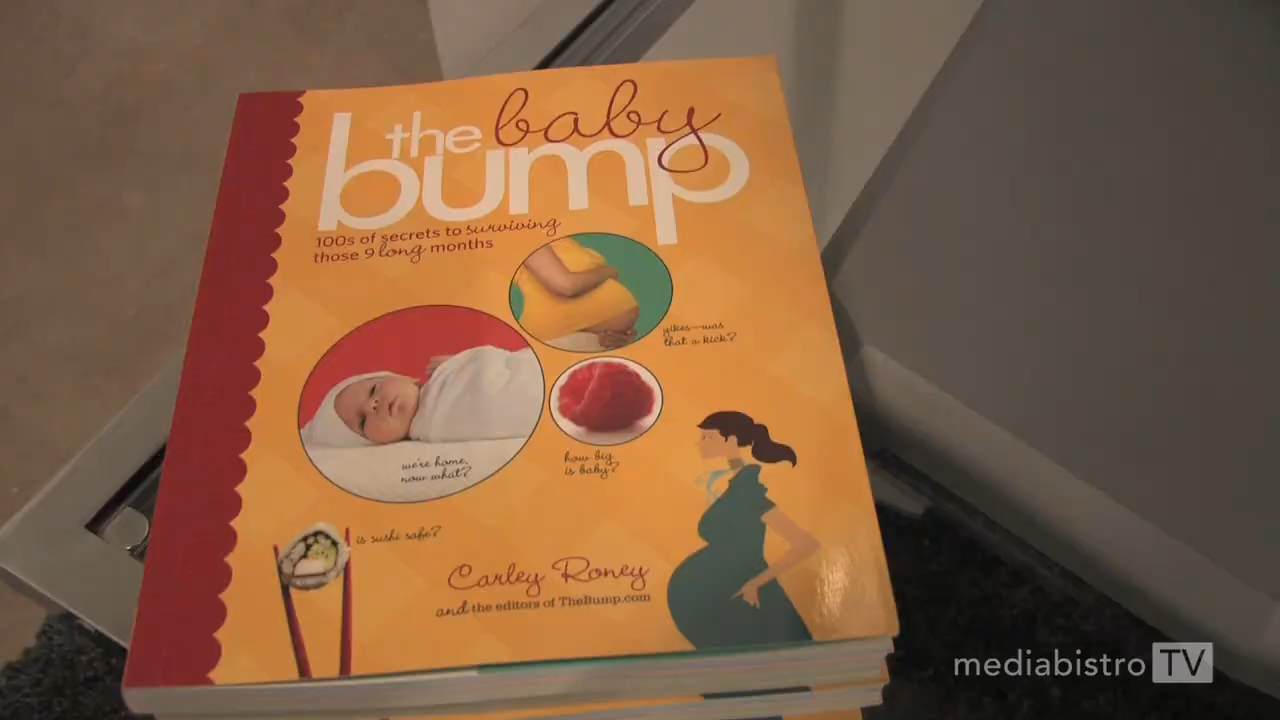 the baby
bump
100s of secrets to surviving
those 9 long months
yikes—was
that a kick?
we're home,
now what?
how big
is baby?
is sushi safe?
Carley Roney
and the editors of TheBump.com
mediabistro TV